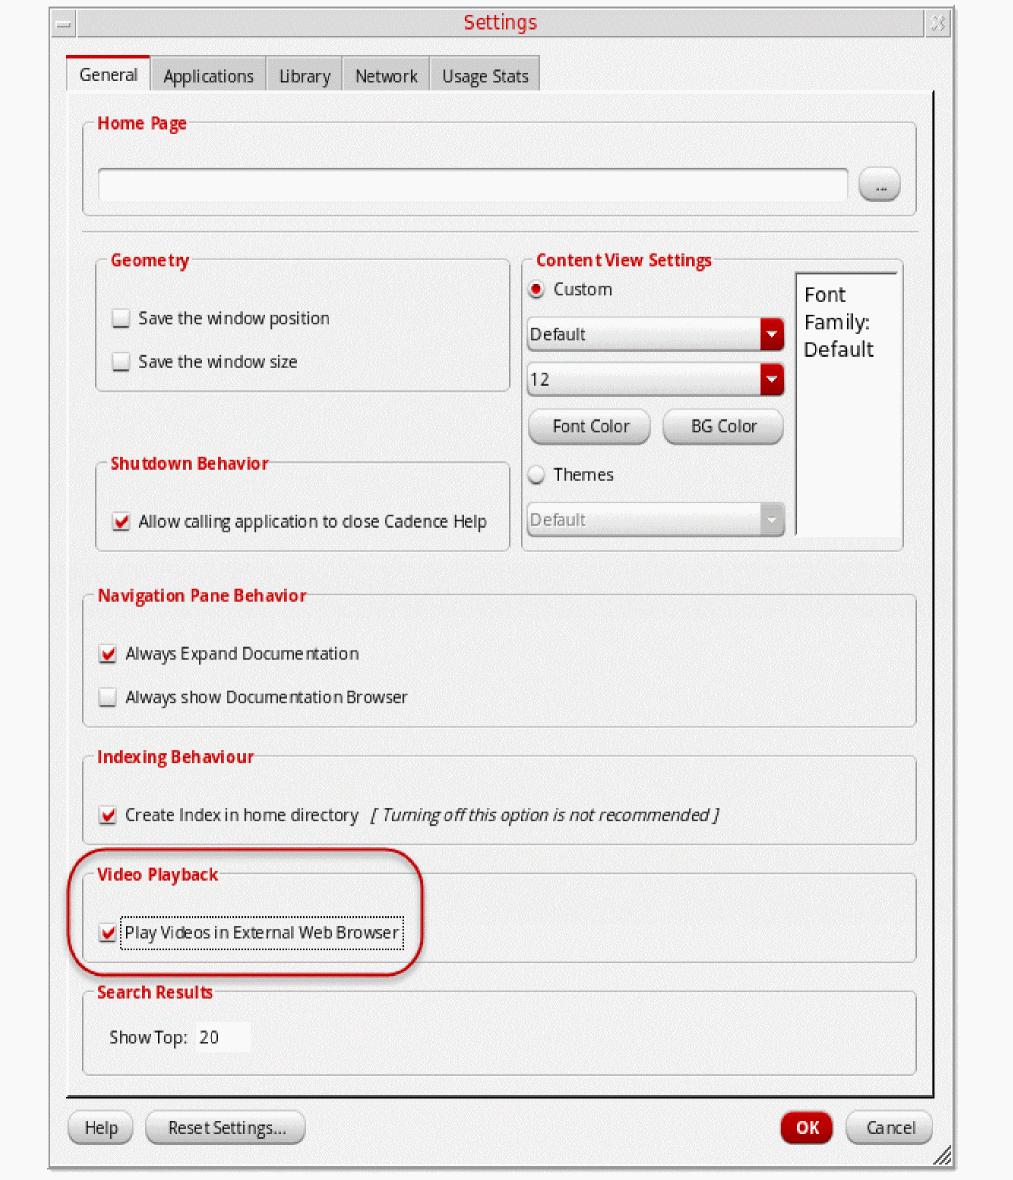 Settings
General Applications Library Network Usage Stats
Home Page
...
Geometry
Save the window position
Save the window size
Content View Settings
Custom
Default
12
Font Color BG Color
Themes
Default
Font
Family:
Default
Shutdown Behavior
Allow calling application to close Cadence Help
Navigation Pane Behavior
Always Expand Documentation
Always show Documentation Browser
Indexing Behaviour
Create Index in home directory [ Turning off this option is not recommended ]
Video Playback
Play Videos in External Web Browser
Search Results
Show Top: 20
Help Reset Settings... OK Cancel